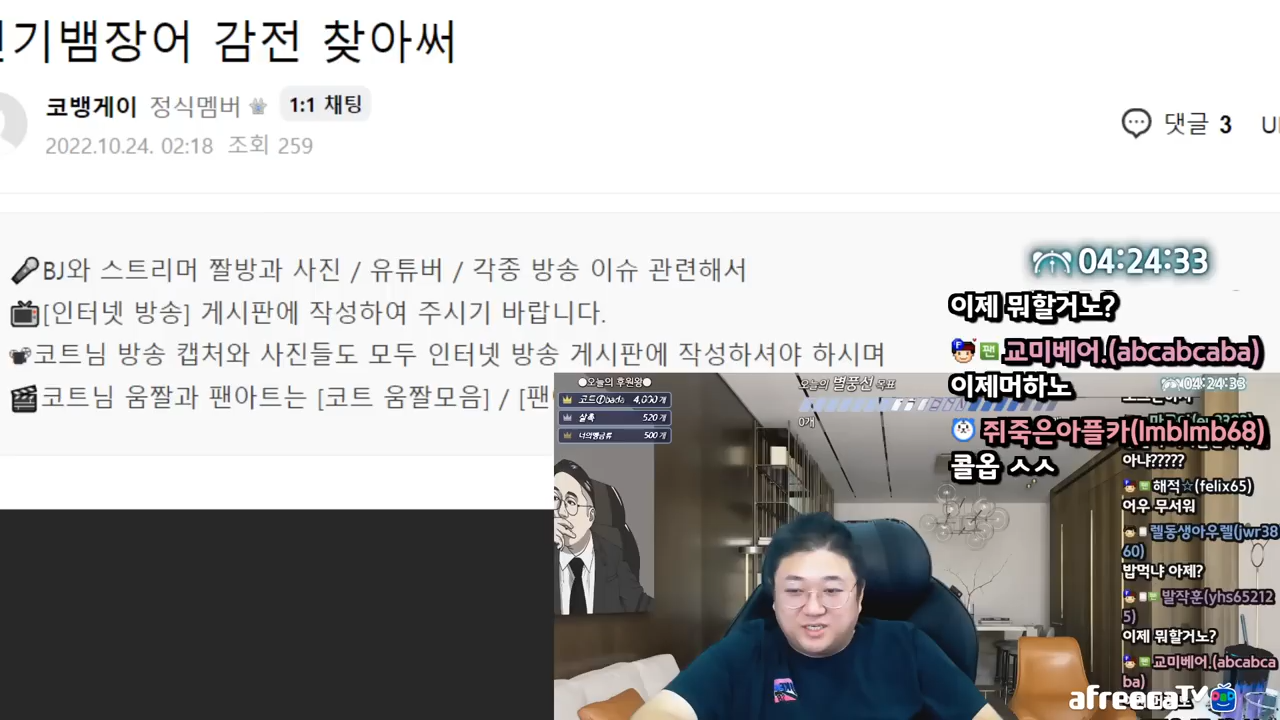 전기뱀장어 감전 찾아써
코뱅게이 정식멤버 1:1 채팅
2022.10.24. 02:18 조회 259
댓글 3
🎤BJ와 스트리머 짤방과 사진 / 유튜버 / 각종 방송 이슈 관련해서
📺[인터넷 방송] 게시판에 작성하여 주시기 바랍니다.
📽코트님 방송 캡처와 사진들도 모두 인터넷 방송 게시판에 작성하셔야 하시며
🎬코트님 움짤과 팬아트는 [코트 움짤모음] / [팬
04:24:33
이제 뭐할거노?
교미베어.(abcabcaba)
이제머하노
쥐죽은아플카(lmblmb68)
콜옵 ㅅㅅ
●오늘의 후원왕●
4,000개
살축 520개
500개
오늘의 별풍선 목표
0개
04:24:33
아냐?????
해적☆(felix65)
어우 무서워
렐동생아우렐(jwr38
60)
밥먹냐 아제?
발작훈(yhs65212
5)
이제 뭐할거노?
교미베어.(abcabca
ba)
afreecaTV